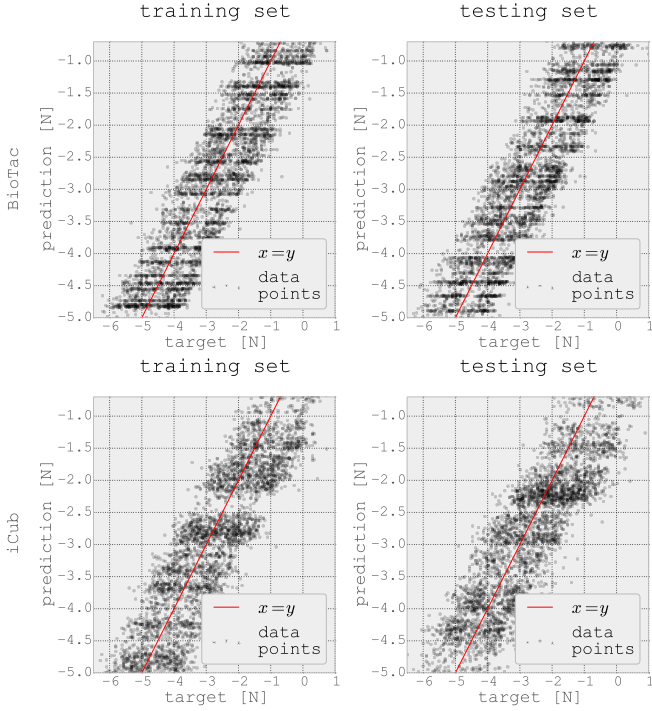 training set
testing set
BioTac
prediction [N]
−1.0
−1.5
−2.0
−2.5
−3.0
−3.5
−4.0
−4.5
−5.0
x=y
data
points
−6 −5 −4 −3 −2 −1 0 1
target [N]
prediction [N]
−1.0
−1.5
−2.0
−2.5
−3.0
−3.5
−4.0
−4.5
−5.0
x=y
data
points
−6 −5 −4 −3 −2 −1 0 1
target [N]
training set
testing set
iCub
prediction [N]
−1.0
−1.5
−2.0
−2.5
−3.0
−3.5
−4.0
−4.5
−5.0
x=y
data
points
−6 −5 −4 −3 −2 −1 0 1
target [N]
prediction [N]
−1.0
−1.5
−2.0
−2.5
−3.0
−3.5
−4.0
−4.5
−5.0
x=y
data
points
−6 −5 −4 −3 −2 −1 0 1
target [N]